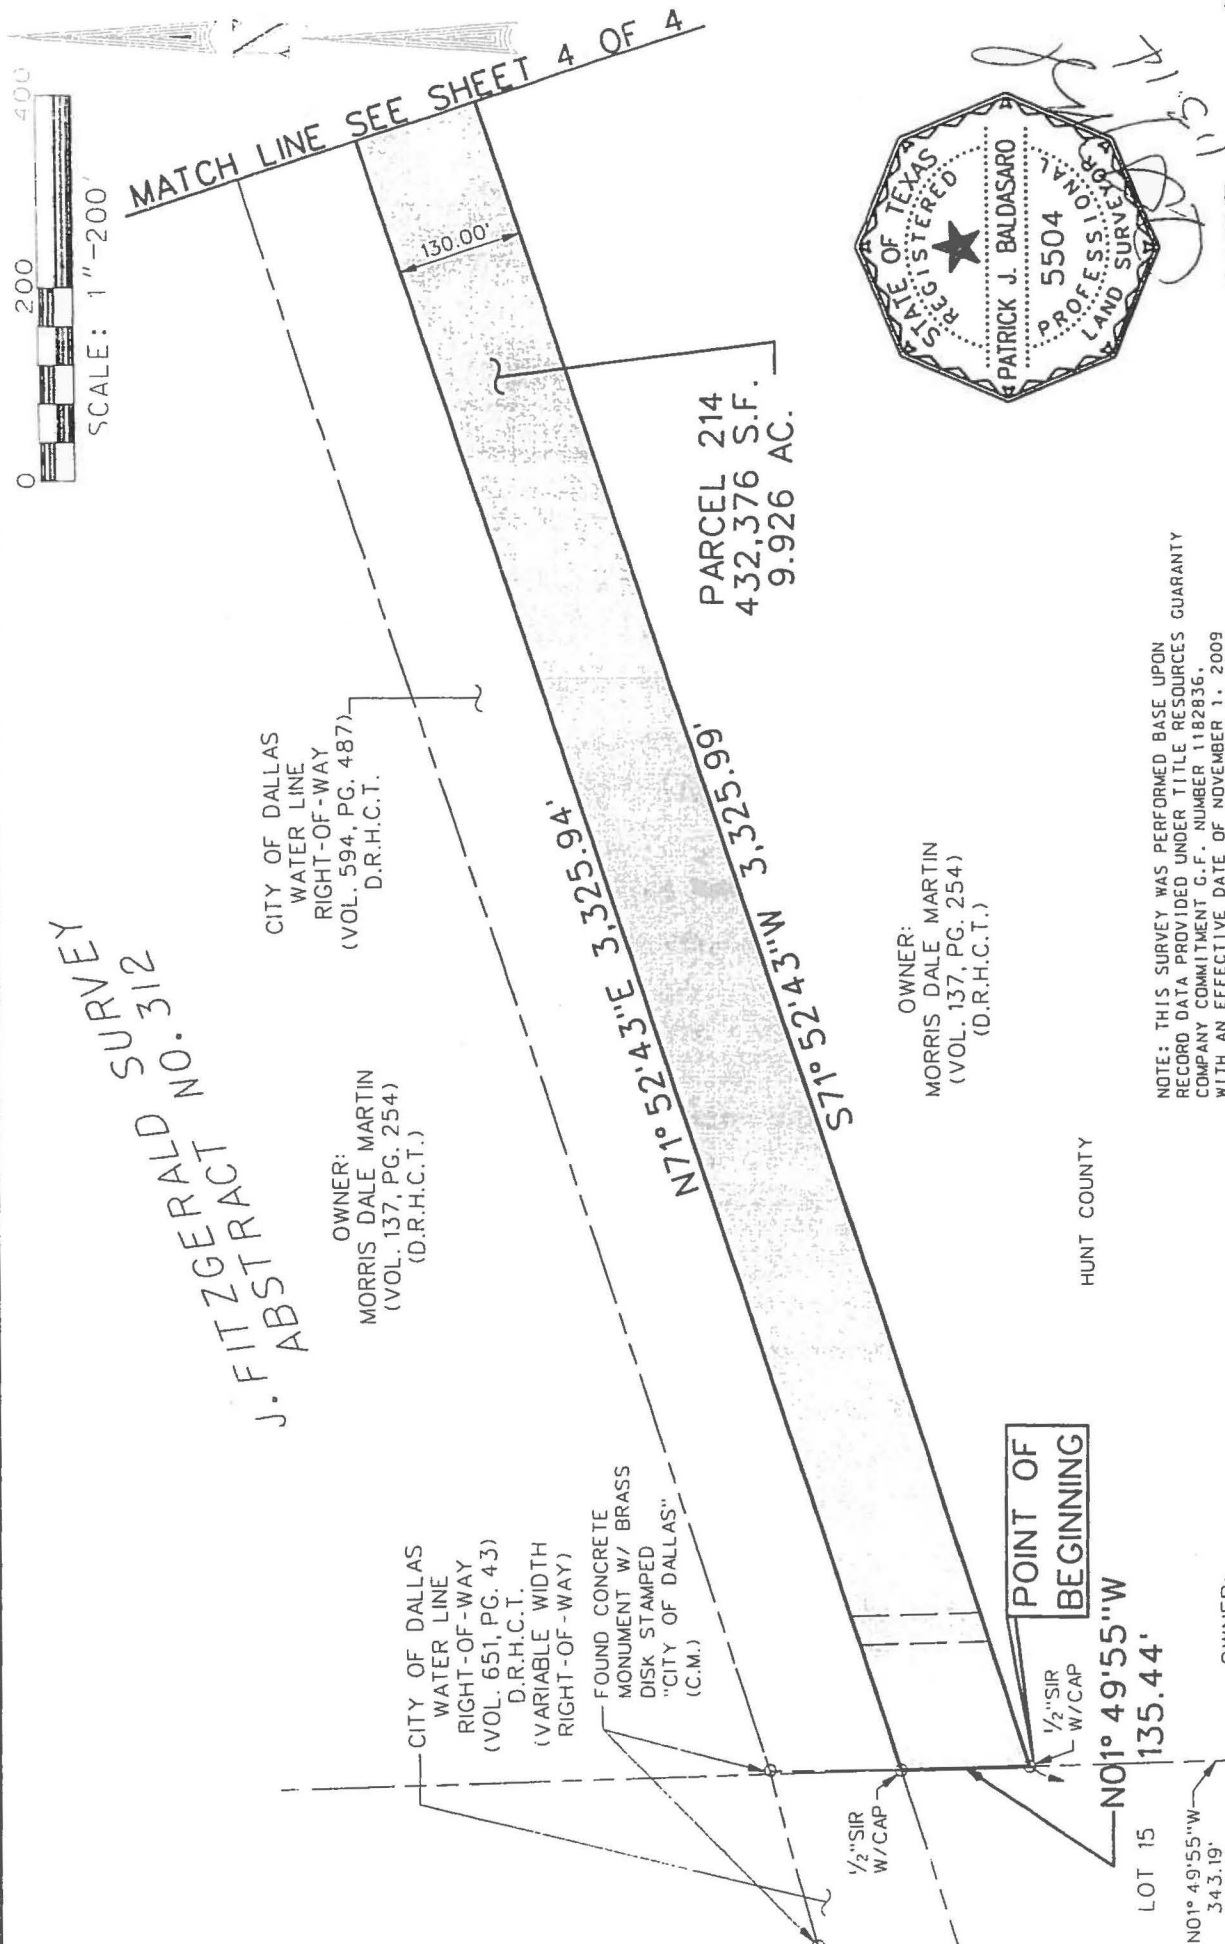 400
200
0
SCALE: 1"-200'
MATCH LINE SEE SHEET 4 OF 4
130.00'
STATE OF TEXAS
REGISTERED
PATRICK J. BALDASARO
5504
PROFESSIONAL
LAND SURVEYOR
PARCEL 214
432,376 S.F.
9.926 AC.
CITY OF DALLAS
WATER LINE
RIGHT-OF-WAY
(VOL. 594, PG. 487)
D.R.H.C.T.
J. FITZGERALD SURVEY
ABSTRACT NO. 312
OWNER:
MORRIS DALE MARTIN
(VOL. 137, PG. 254)
(D.R.H.C.T.)
N71° 52'43"E 3,325.94'
S71° 52'43"W 3,325.99'
OWNER:
MORRIS DALE MARTIN
(VOL. 137, PG. 254)
(D.R.H.C.T.)
NOTE: THIS SURVEY WAS PERFORMED BASE UPON
RECORD DATA PROVIDED UNDER TITLE RESOURCES GUARANTY
COMPANY COMMITMENT G.F. NUMBER 1182836,
WITH AN EFFECTIVE DATE OF NOVEMBER 1, 2009
HUNT COUNTY
CITY OF DALLAS
WATER LINE
RIGHT-OF-WAY
(VOL. 651, PG. 43)
D.R.H.C.T.
(VARIABLE WIDTH
RIGHT-OF-WAY)
FOUND CONCRETE
MONUMENT W/ BRASS
DISK STAMPED
"CITY OF DALLAS"
(C.M.)
POINT OF
BEGINNING
1/2"SIR
W/CAP
1/2"SIR
W/CAP
N01° 49'55"W
135.44'
LOT 15
N01° 49'55"W
343.19'